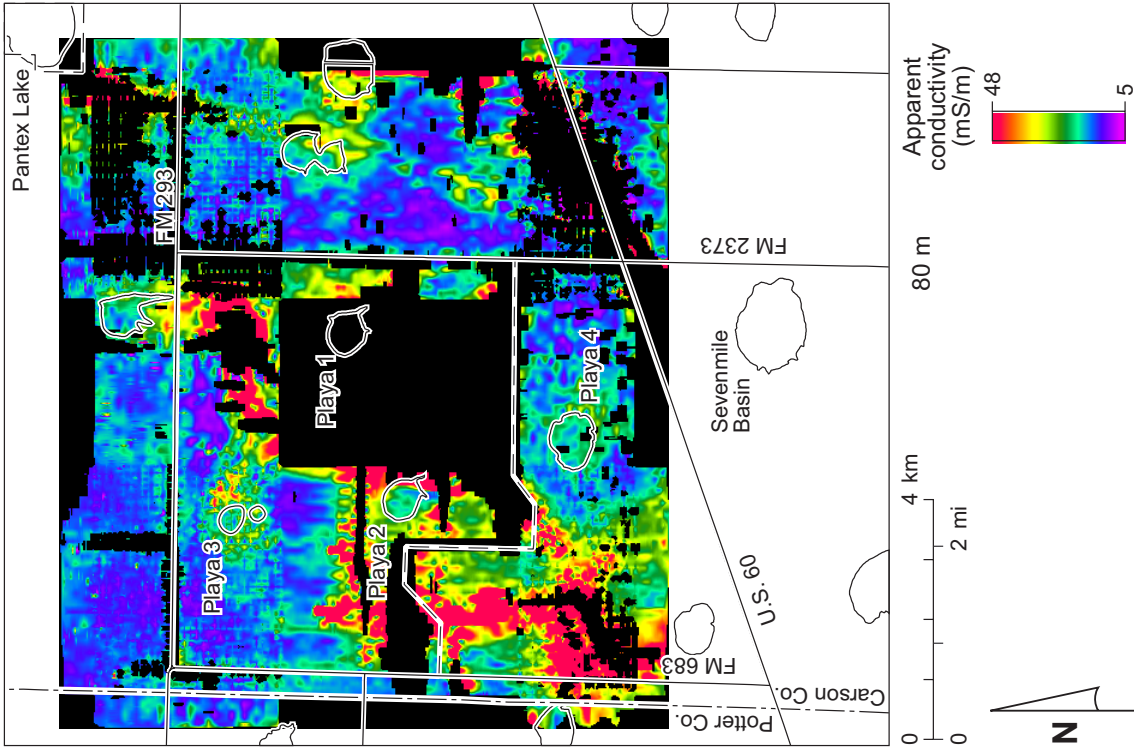 Pantex Lake
FM 293
Playa 3
Playa 1
Playa 2
Playa 4
FM 2373
Sevenmile
Basin
U.S. 60
FM 683
Carson Co.
Potter Co.
N
0 4 km
0 2 mi
80 m
Apparent
conductivity
(mS/m)
48
5